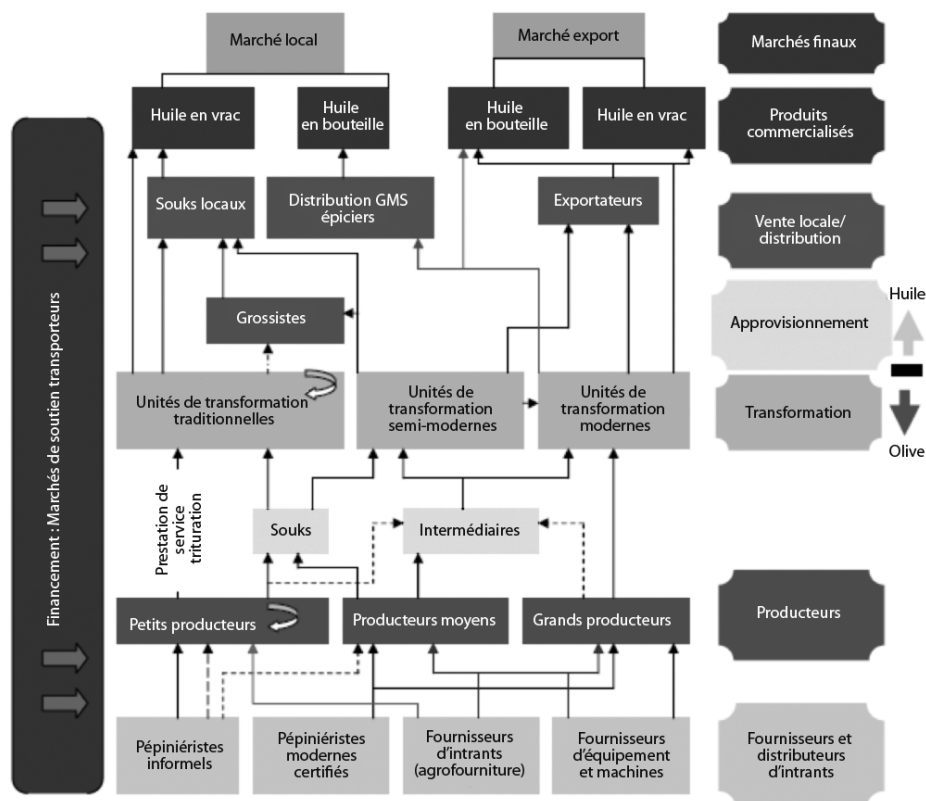 Marché local
Marché export
Marchés finaux
Huile en vrac
Huile
en bouteille
Huile
en bouteille
Huile en vrac
Produits
commercialisés
Souks locaux
Distribution GMS
épiciers
Exportateurs
Vente locale/
distribution
Grossistes
Approvisionnement
Huile
Unités de transformation
traditionnelles
Unités de
transformation
semi-modernes
Unités de
transformation
modernes
Transformation
Olive
Financement : Marchés de soutien transporteurs
Prestation de
service
trituration
Souks
Intermédiaires
Petits producteurs
Producteurs moyens
Grands producteurs
Producteurs
Pépiniéristes
informels
Pépiniéristes
modernes
certifiés
Fournisseurs
d'intrants
(agrofourniture)
Fournisseurs
d'équipement
et machines
Fournisseurs et
distributeurs
d'intrants